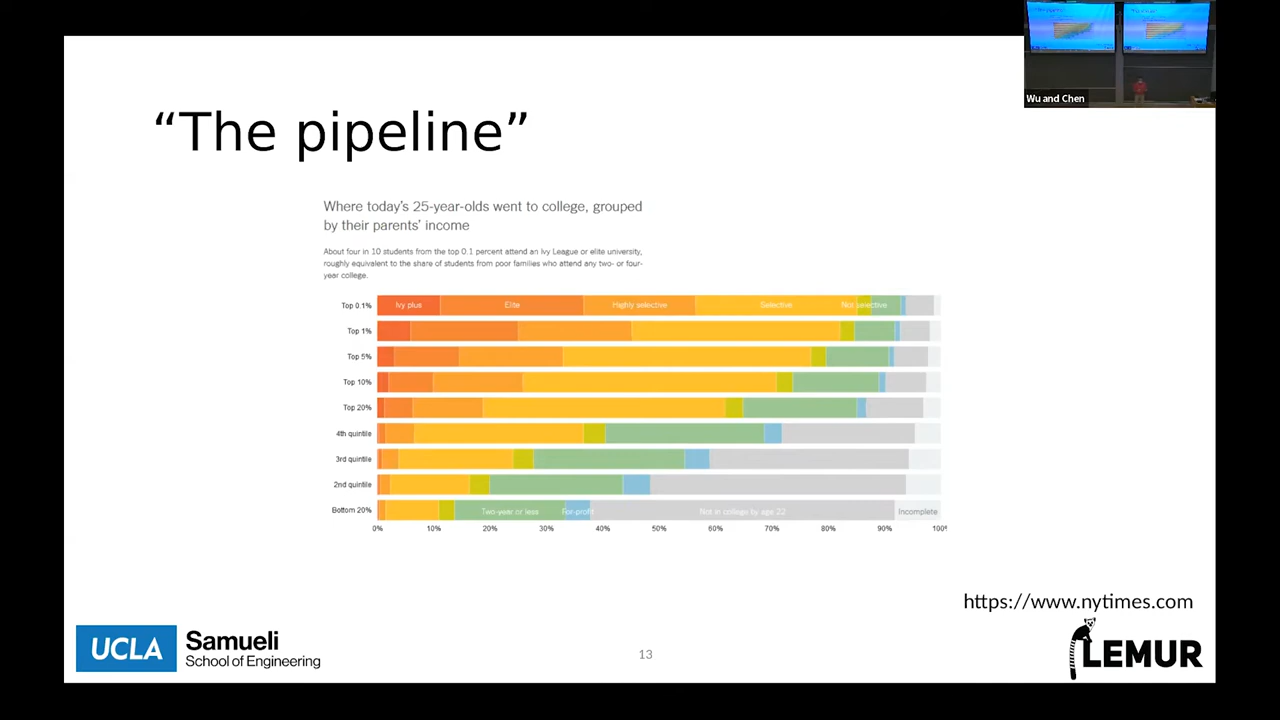 Wu and Chen
“The pipeline”
Where today’s 25-year-olds went to college, grouped
by their parents’ income
About four in 10 students from the top 0.1 percent attend an Ivy League or elite university,
roughly equivalent to the share of students from poor families who attend any two- or four-
year college.
Top 0.1% Ivy plus Elite Highly selective Selective Not selective
Top 1%
Top 5%
Top 10%
Top 20%
4th quintile
3rd quintile
2nd quintile
Bottom 20% Two-year or less For-profit Not in college by age 22 Incomplete
0% 10% 20% 30% 40% 50% 60% 70% 80% 90% 100%
https://www.nytimes.com
UCLA Samueli
School of Engineering
13
LEMUR